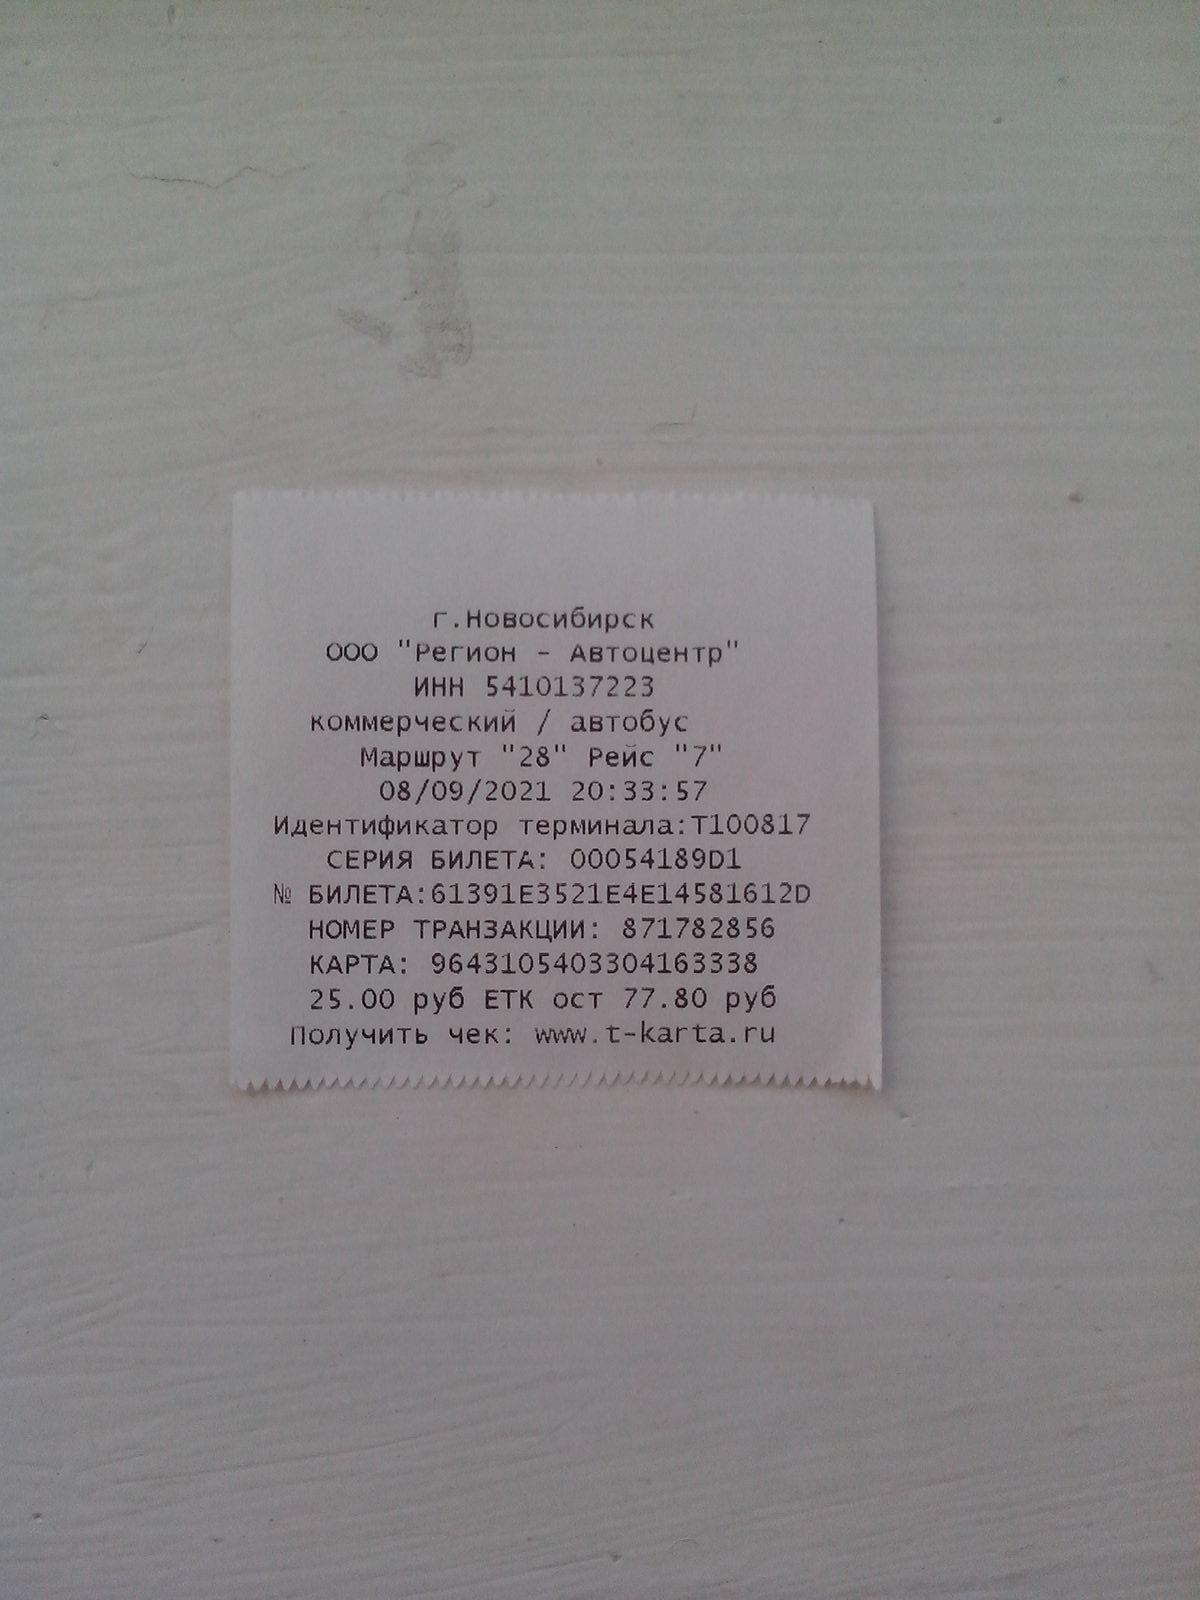 г.Новосибирск
ООО "Регион - Автоцентр"
ИНН 5410137223
коммерческий / автобус
Маршрут "28" Рейс "7"
08/09/2021 20:33:57
Идентификатор терминала:T100817
СЕРИЯ БИЛЕТА: 00054189D1
№ БИЛЕТА:61391E3521E4E14581612D
НОМЕР ТРАНЗАКЦИИ: 871782856
КАРТА: 9643105403304163338
25.00 руб ЕТК ост 77.80 руб
Получить чек: www.t-karta.ru